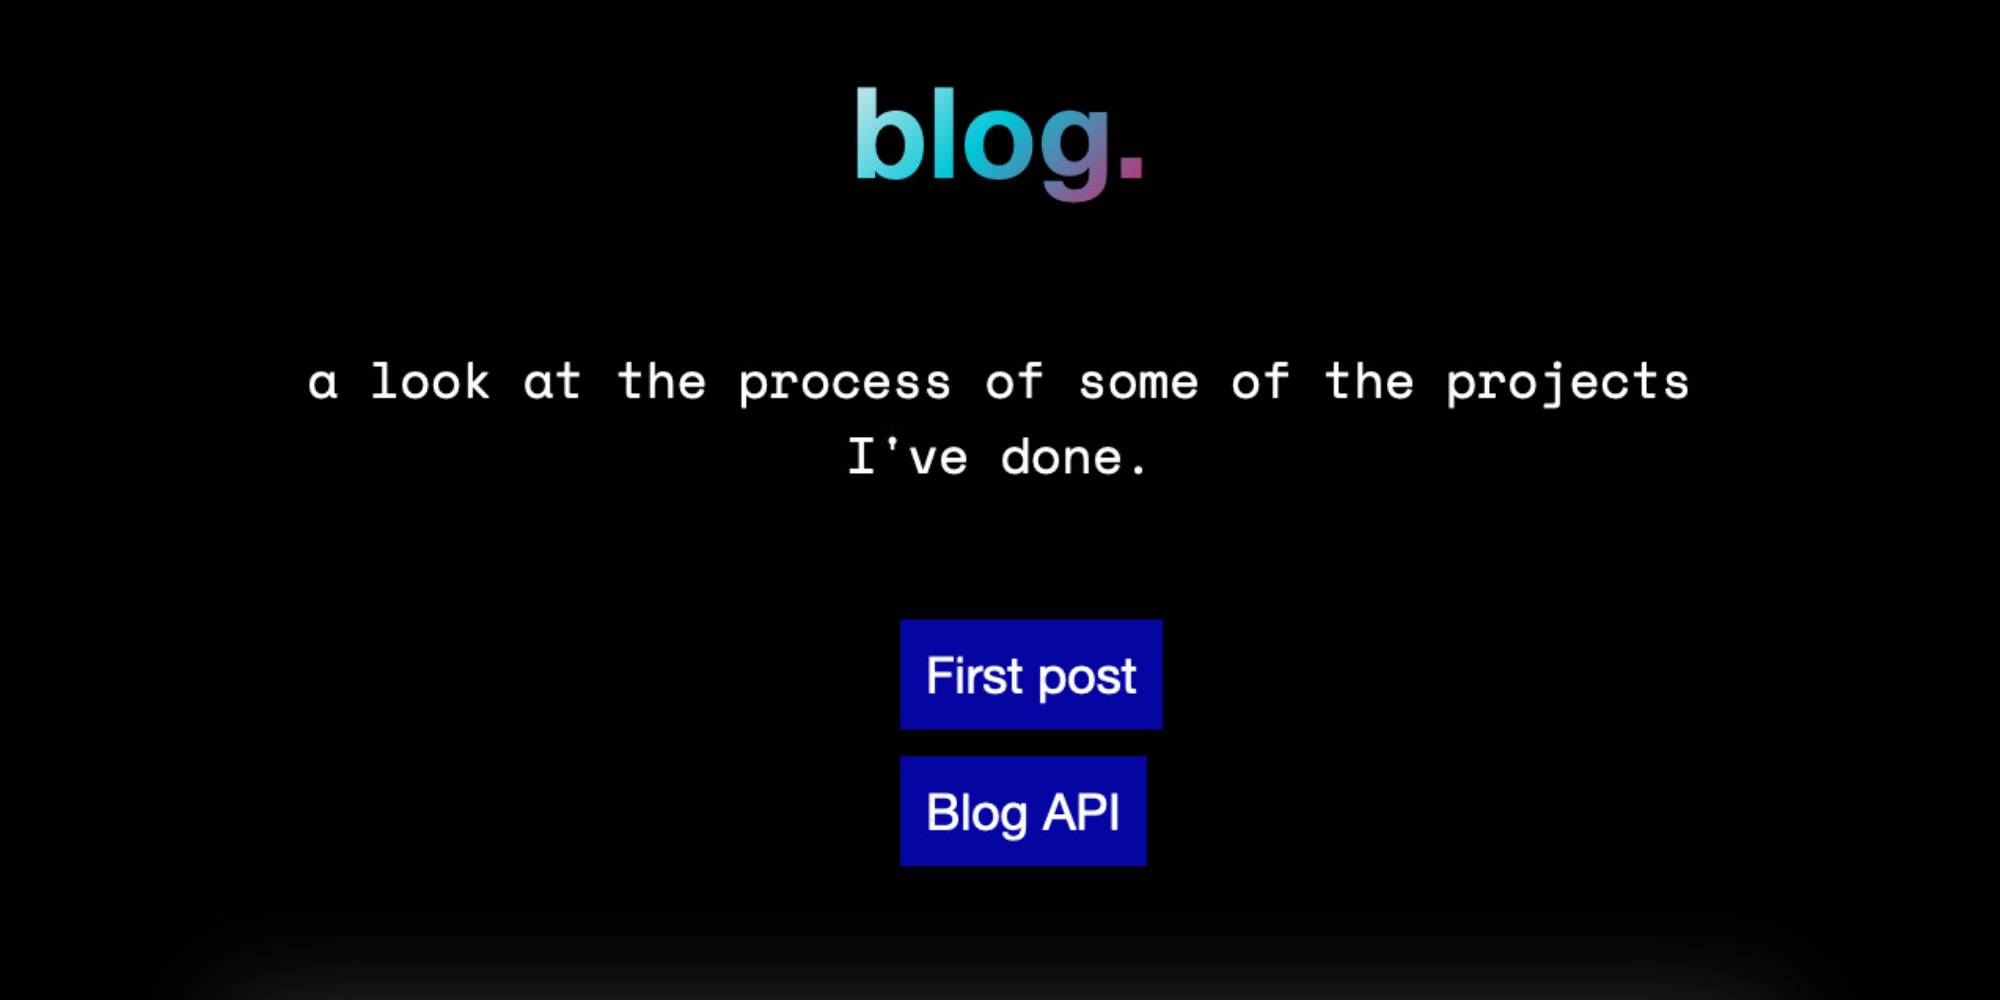 blog.
a look at the process of some of the projects
I've done.
First post
Blog API